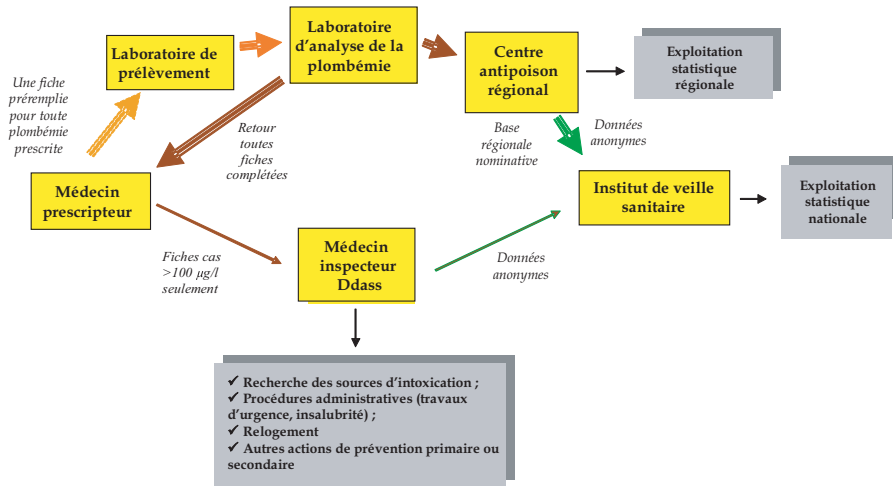 Laboratoire de
prélèvement
Laboratoire
d'analyse de la
plombémie
Centre
antipoison
régional
Exploitation
statistique
régionale
Une fiche
préremplie
pour toute
plombémie
prescrite
Retour
toutes
fiches
complétées
Base
régionale
nominative
Données
anonymes
Médecin
prescripteur
Institut de veille
sanitaire
Exploitation
statistique
nationale
Fiches cas
>100 µg/l
seulement
Médecin
inspecteur
Ddass
Données
anonymes
✓ Recherche des sources d'intoxication ;
✓ Procédures administratives (travaux
d'urgence, insalubrité) ;
✓ Relogement
✓ Autres actions de prévention primaire ou
secondaire